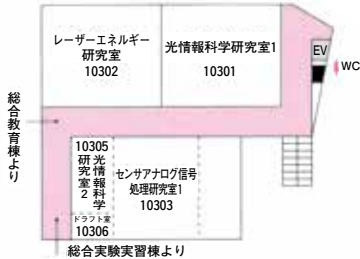 レーザーエネルギー
研究室
10302
光情報科学研究室1
10301
EV
WC
総合教育棟より
10305
光情報科学
研究室2
ドラフト室
10306
センサアナログ信号
処理研究室1
10303
総合実験実習棟より